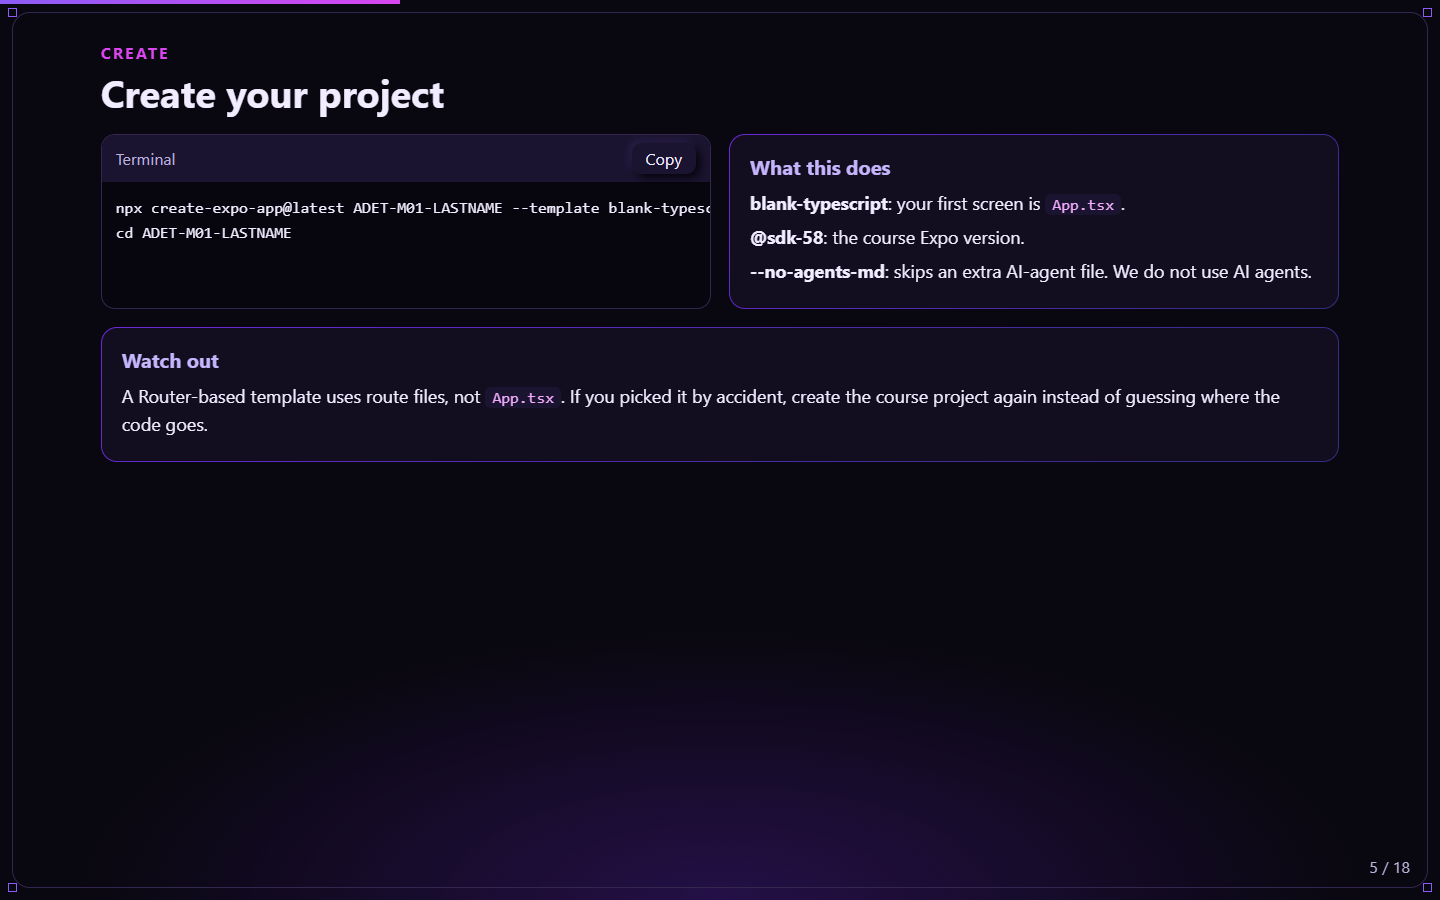 CREATE
Create your project
Terminal
Copy
npx create-expo-app@latest ADET-M01-LASTNAME --template blank-typesc
cd ADET-M01-LASTNAME
What this does
blank-typescript: your first screen is App.tsx.
@sdk-58: the course Expo version.
--no-agents-md: skips an extra AI-agent file. We do not use AI agents.
Watch out
A Router-based template uses route files, not App.tsx. If you picked it by accident, create the course project again instead of guessing where the
code goes.
5 / 18